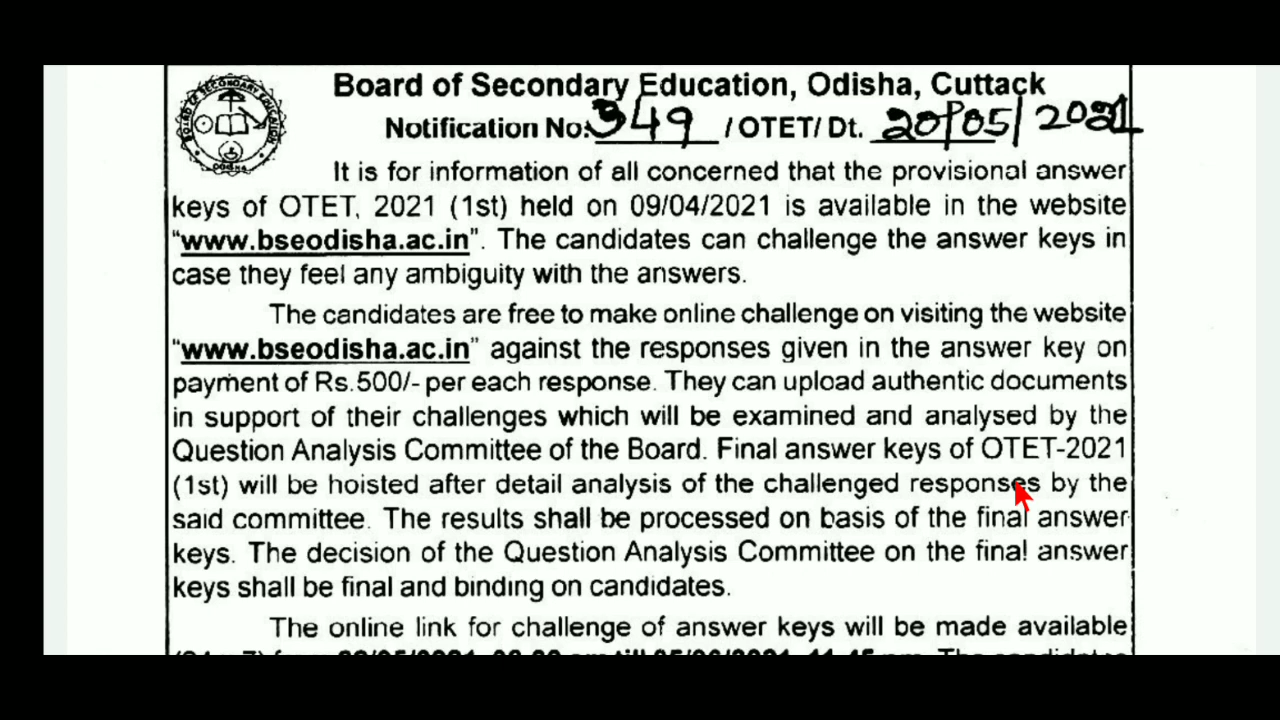 Board of Secondary Education, Odisha, Cuttack
Notification No: 349 /OTET/ Dt. 20/05/2021
BOARD OF SECONDARY EDUCATION
ODISHA
It is for information of all concerned that the provisional answer
keys of OTET, 2021 (1st) held on 09/04/2021 is available in the website
“www.bseodisha.ac.in”. The candidates can challenge the answer keys in
case they feel any ambiguity with the answers.
The candidates are free to make online challenge on visiting the website
“www.bseodisha.ac.in” against the responses given in the answer key on
payment of Rs.500/- per each response. They can upload authentic documents
in support of their challenges which will be examined and analysed by the
Question Analysis Committee of the Board. Final answer keys of OTET-2021
(1st) will be hoisted after detail analysis of the challenged responses by the
said committee. The results shall be processed on basis of the final answer
keys. The decision of the Question Analysis Committee on the final answer
keys shall be final and binding on candidates.
The online link for challenge of answer keys will be made available